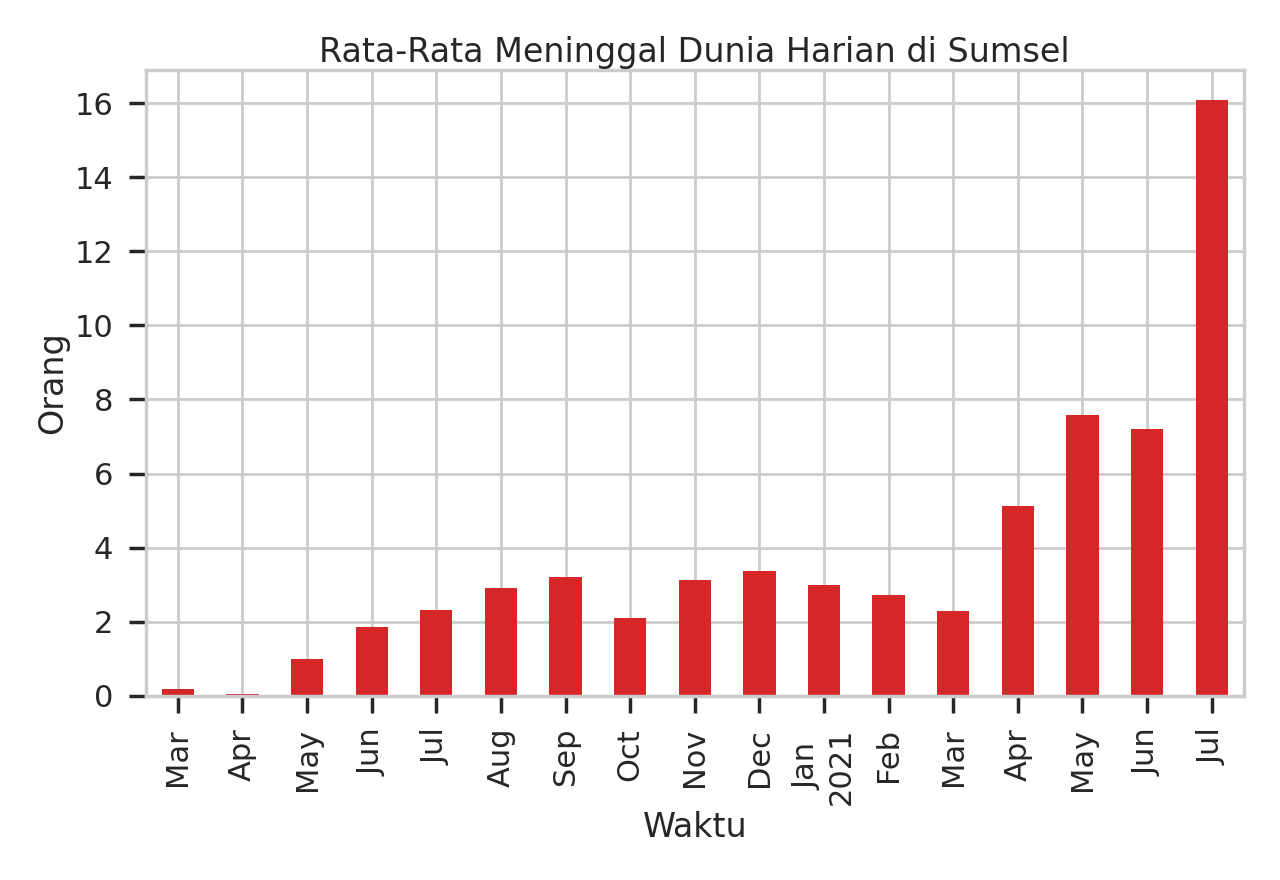 Rata-Rata Meninggal Dunia Harian di Sumsel
16
14
12
10
8
6
4
2
0
Orang
Mar
Apr
May
Jun
Jul
Aug
Sep
Oct
Nov
Dec
Jan
2021
Feb
Mar
Apr
May
Jun
Jul
Waktu